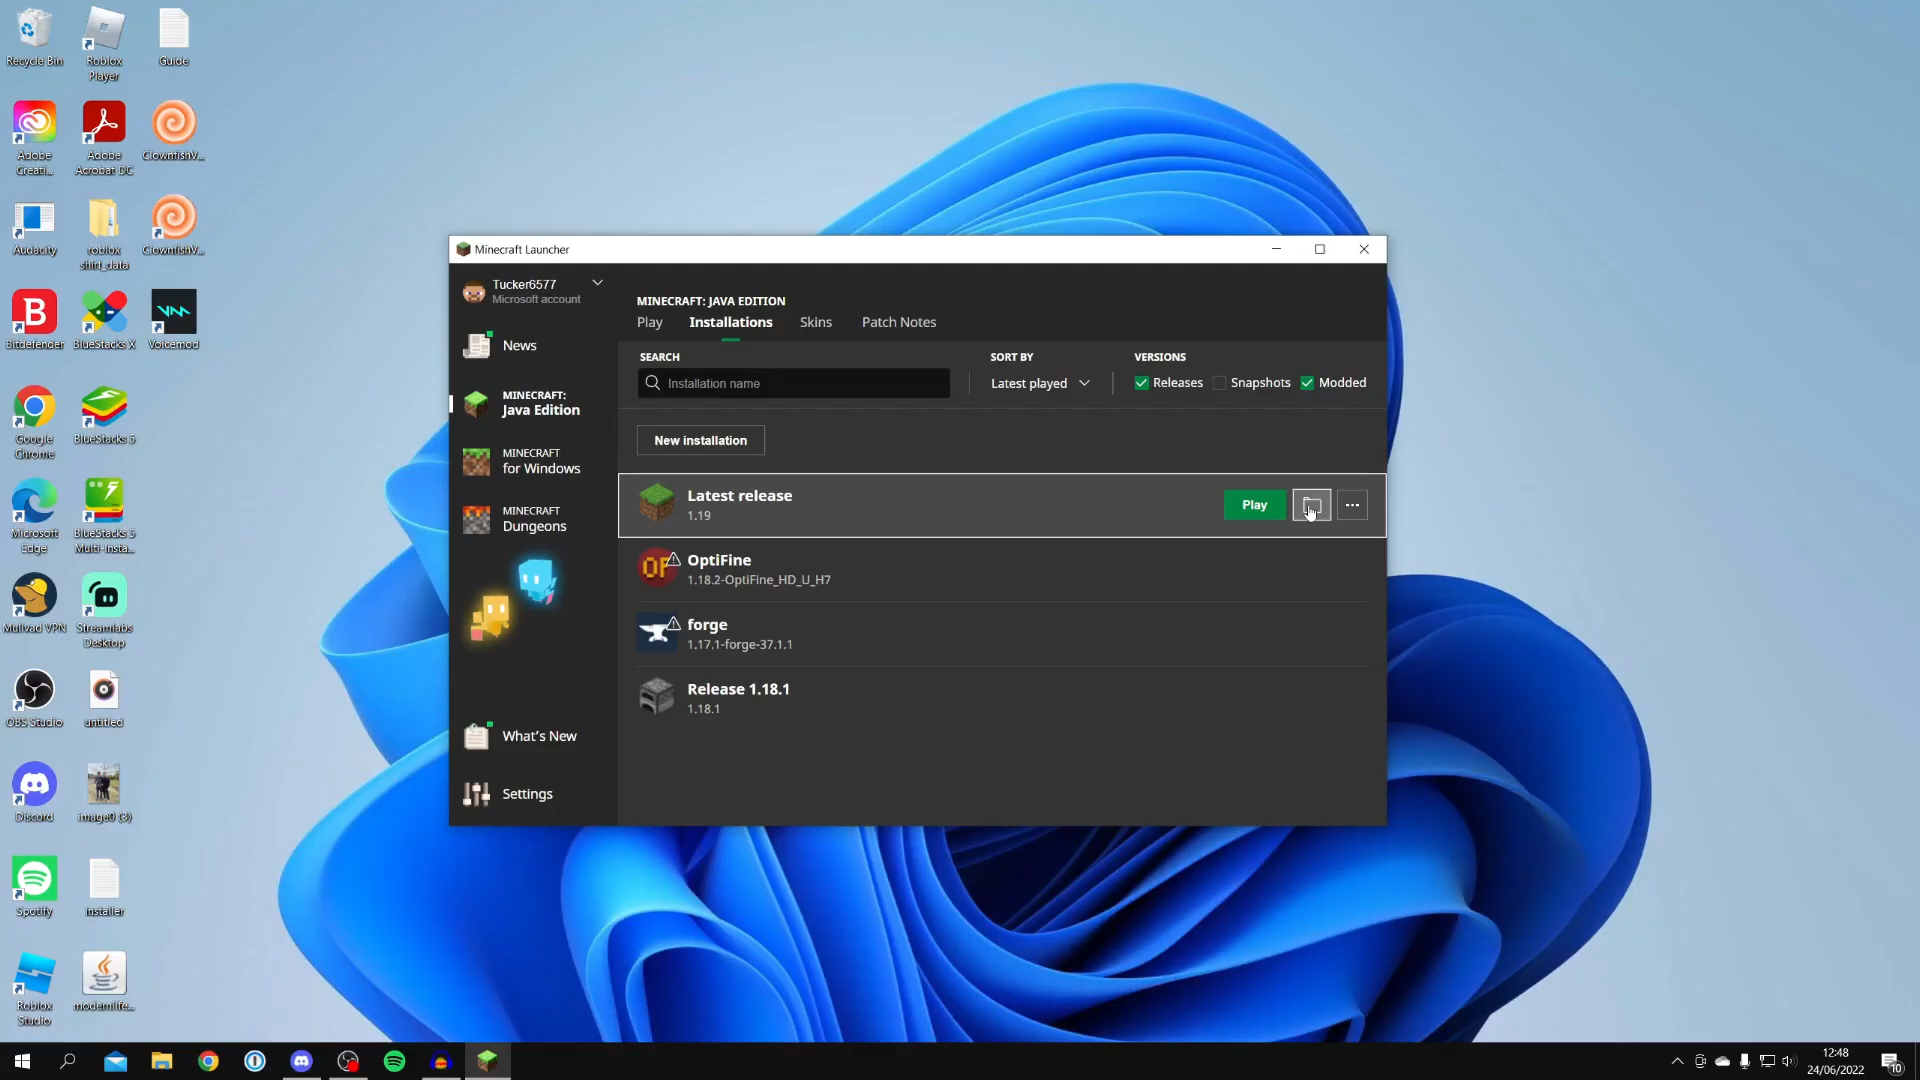 Recycle Bin
Roblox
Player
Guide
Adobe
Creati...
Adobe
Acrobat DC
ClownfishV...
Audacity
roblox
shirt_data
ClownfishV...
Bitdefender
BlueStacks X
Voicemod
Google
Chrome
BlueStacks 5
Microsoft
Edge
BlueStacks 5
Multi-Insta...
Mullvad VPN
Streamlabs
Desktop
OBS Studio
untitled
Discord
image0 (3)
Spotify
installer
Roblox
Studio
modernlife...
Minecraft Launcher
Tucker6577
Microsoft account
News
MINECRAFT:
Java Edition
MINECRAFT
for Windows
MINECRAFT
Dungeons
What's New
Settings
MINECRAFT: JAVA EDITION
Play Installations Skins Patch Notes
SEARCH
Installation name
SORT BY
Latest played
VERSIONS
Releases Snapshots Modded
New installation
Latest release
1.19
Play
OptiFine
1.18.2-OptiFine_HD_U_H7
forge
1.17.1-forge-37.1.1
Release 1.18.1
1.18.1
12:48
24/06/2022
10